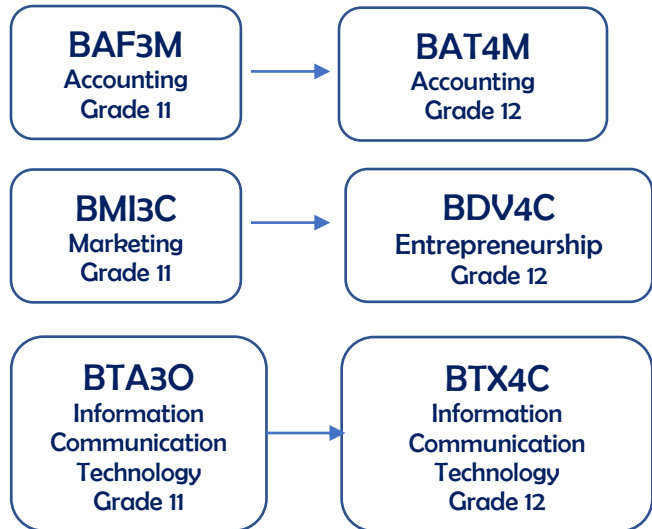 BAF3M
Accounting
Grade 11
BAT4M
Accounting
Grade 12
BMI3C
Marketing
Grade 11
BDV4C
Entrepreneurship
Grade 12
BTA3O
Information
Communication
Technology
Grade 11
BTX4C
Information
Communication
Technology
Grade 12